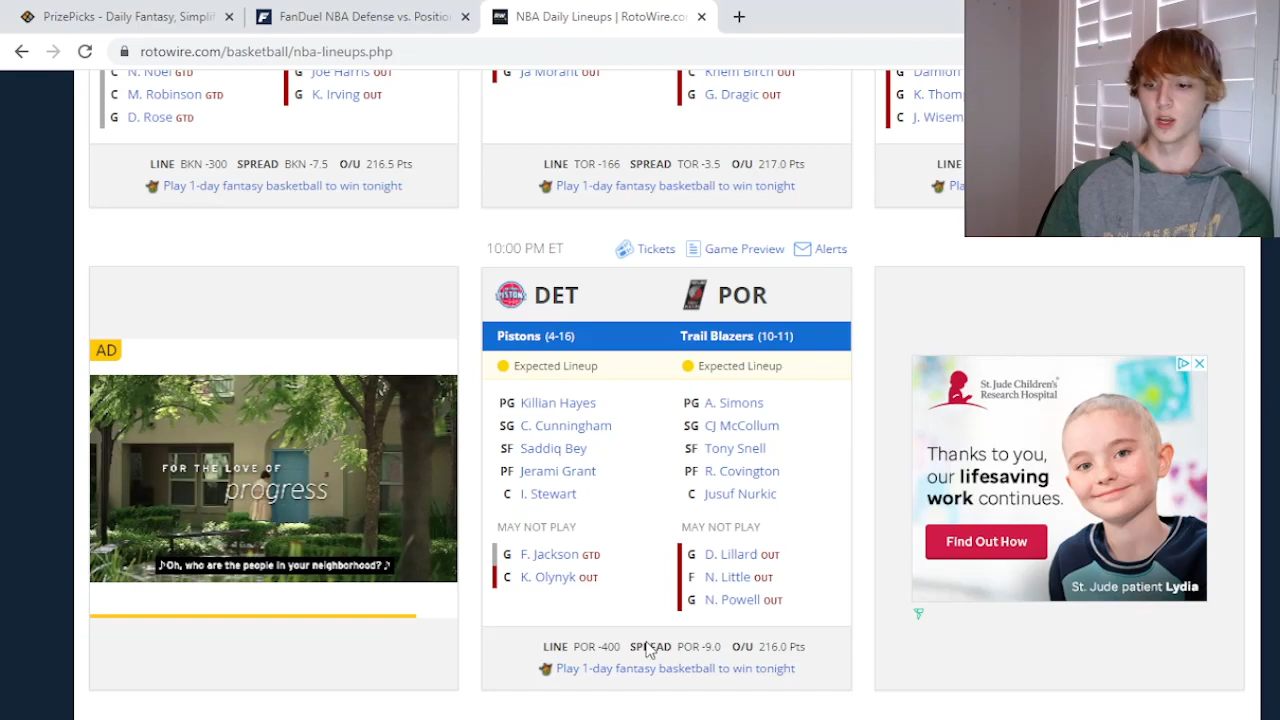 PrizePicks - Daily Fantasy, Simplif
FanDuel NBA Defense vs. Position
NBA Daily Lineups | RotoWire.co
rotowire.com/basketball/nba-lineups.php
C N. Noel GTD
C M. Robinson GTD
G D. Rose GTD
G Joe Harris OUT
G K. Irving OUT
G Ja Morant OUT
C Khem Birch OUT
G G. Dragic OUT
G Damion
G K. Thom
C J. Wisem
LINE BKN -300 SPREAD BKN -7.5 O/U 216.5 Pts
Play 1-day fantasy basketball to win tonight
LINE TOR -166 SPREAD TOR -3.5 O/U 217.0 Pts
Play 1-day fantasy basketball to win tonight
LINE
Pla
10:00 PM ET Tickets Game Preview Alerts
DET POR
Pistons (4-16) Trail Blazers (10-11)
Expected Lineup Expected Lineup
PG Killian Hayes PG A. Simons
SG C. Cunningham SG CJ McCollum
SF Saddiq Bey SF Tony Snell
PF Jerami Grant PF R. Covington
C I. Stewart C Jusuf Nurkic
MAY NOT PLAY MAY NOT PLAY
G F. Jackson GTD G D. Lillard OUT
C K. Olynyk OUT F N. Little OUT
G N. Powell OUT
LINE POR -400 SPREAD POR -9.0 O/U 216.0 Pts
Play 1-day fantasy basketball to win tonight
AD
FOR THE LOVE OF
progress
♪Oh, who are the people in your neighborhood?♪
St. Jude Children's
Research Hospital
Thanks to you,
our lifesaving
work continues.
Find Out How
St. Jude patient Lydia